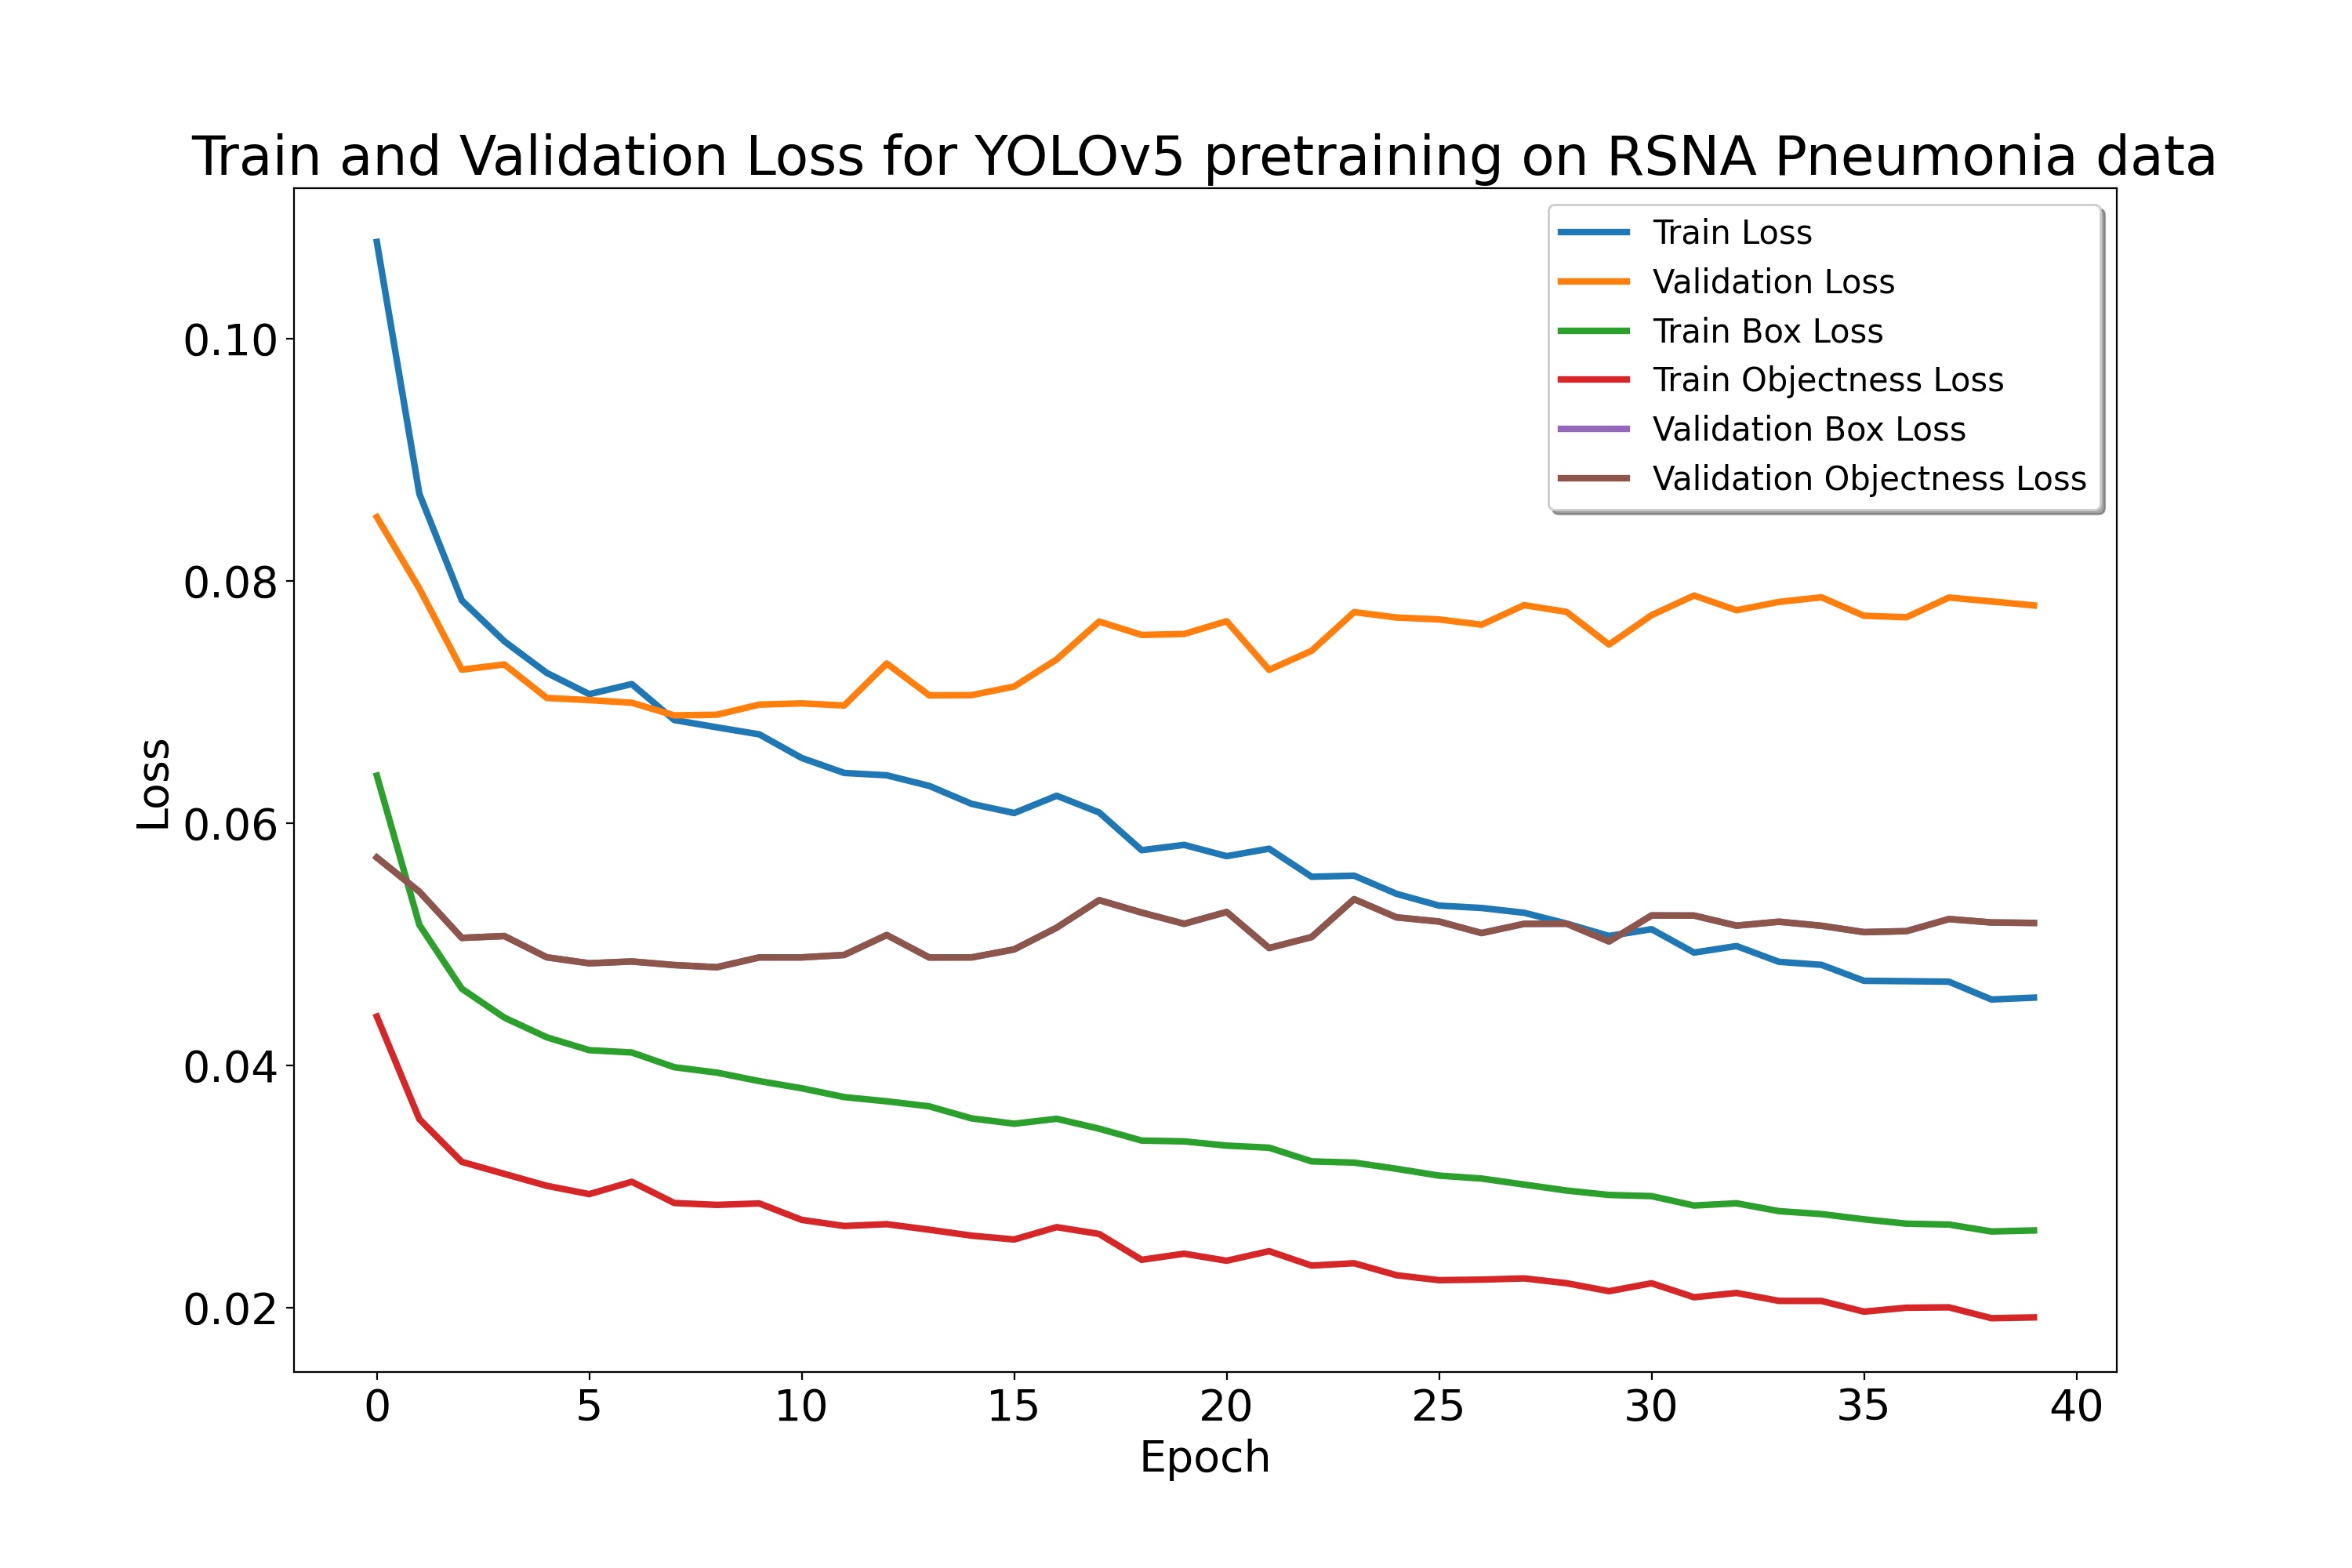 Train and Validation Loss for YOLOv5 pretraining on RSNA Pneumonia data
Train Loss
Validation Loss
Train Box Loss
Train Objectness Loss
Validation Box Loss
Validation Objectness Loss
0.10
0.08
0.06
0.04
0.02
Loss
0 5 10 15 20 25 30 35 40
Epoch